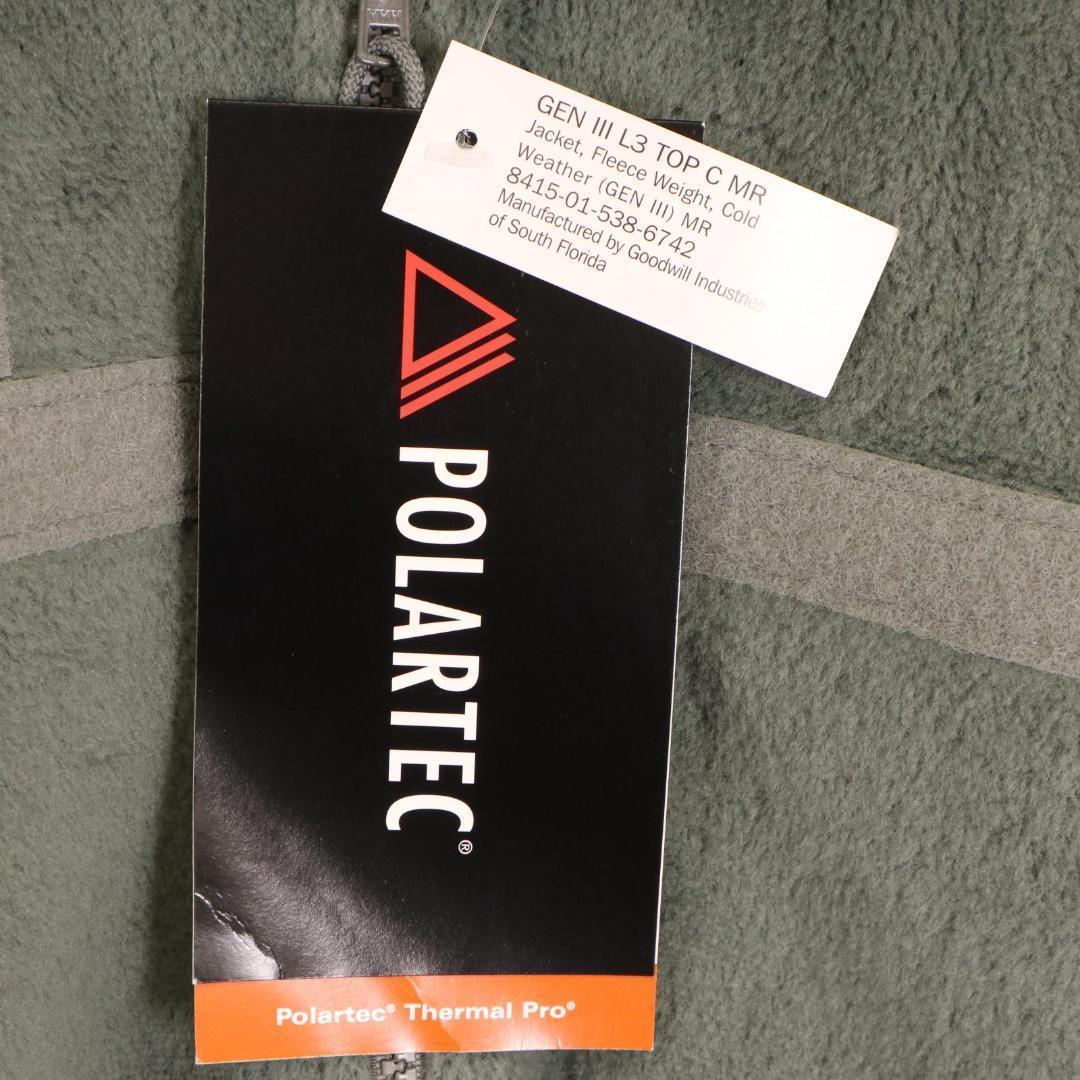 GEN III L3 TOP C MR
Jacket, Fleece Weight, Cold
Weather (GEN III) MR
8415-01-538-6742
Manufactured by Goodwill Industries
of South Florida
POLARTEC®
Polartec® Thermal Pro®